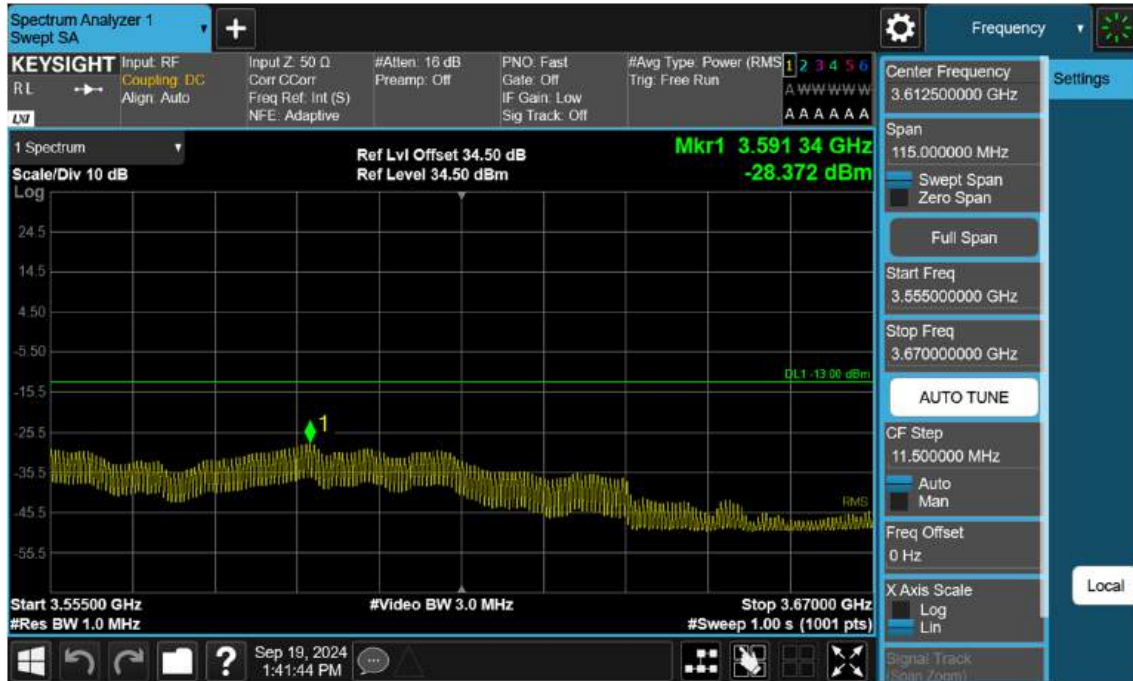 Spectrum Analyzer 1
Swept SA
+
Frequency
KEYSIGHT
RL
LXI
Input: RF
Coupling: DC
Align: Auto
Input Z: 50 Ω
Corr CCorr
Freq Ref: Int (S)
NFE: Adaptive
#Atten: 16 dB
Preamp: Off
PNO: Fast
Gate: Off
IF Gain: Low
Sig Track: Off
#Avg Type: Power (RMS
Trig: Free Run
1 2 3 4 5 6
A W W W W W
A A A A A A
1 Spectrum
Scale/Div 10 dB
Ref Lvl Offset 34.50 dB
Ref Level 34.50 dBm
Mkr1 3.591 34 GHz
-28.372 dBm
Log
24.5
14.5
4.50
-5.50
-15.5
-25.5
-35.5
-45.5
-55.5
DL1 -13.00 dBm
1
RMS
Start 3.55500 GHz
#Res BW 1.0 MHz
#Video BW 3.0 MHz
Stop 3.67000 GHz
#Sweep 1.00 s (1001 pts)
Center Frequency
3.612500000 GHz
Span
115.000000 MHz
Swept Span
Zero Span
Full Span
Start Freq
3.555000000 GHz
Stop Freq
3.670000000 GHz
AUTO TUNE
CF Step
11.500000 MHz
Auto
Man
Freq Offset
0 Hz
X Axis Scale
Log
Lin
Signal Track
(Span Zoom)
Settings
Local
?
Sep 19, 2024
1:41:44 PM